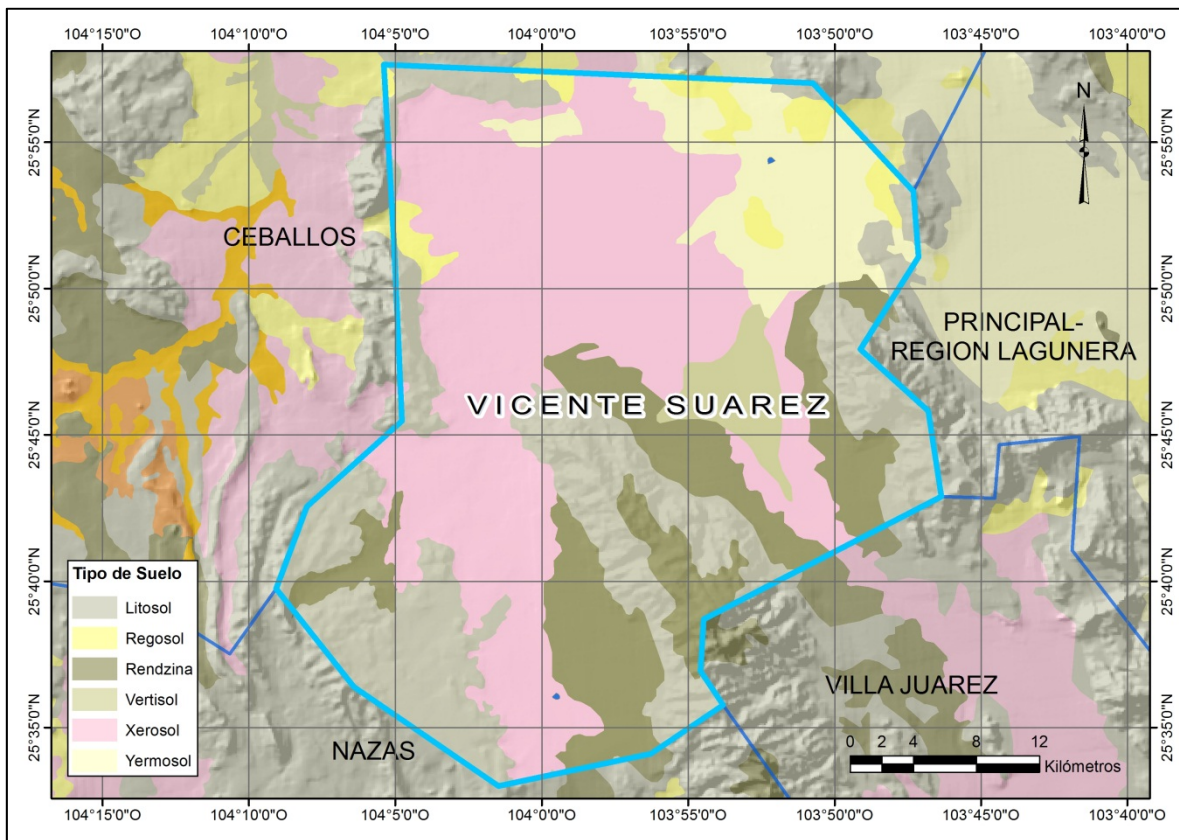 104°15'0"O 104°10'0"O 104°5'0"O 104°0'0"O 103°55'0"O 103°50'0"O 103°45'0"O 103°40'0"O
N
25°55'0"N 25°55'0"N
CEBALLOS
25°50'0"N 25°50'0"N
PRINCIPAL-
REGION LAGUNERA
VICENTE SUAREZ
25°45'0"N 25°45'0"N
25°40'0"N 25°40'0"N
Tipo de Suelo
Litosol
Regosol
Rendzina
Vertisol
Xerosol
Yermosol
VILLA JUAREZ
25°35'0"N 25°35'0"N
NAZAS
0 2 4 8 12
Kilómetros
104°15'0"O 104°10'0"O 104°5'0"O 104°0'0"O 103°55'0"O 103°50'0"O 103°45'0"O 103°40'0"O